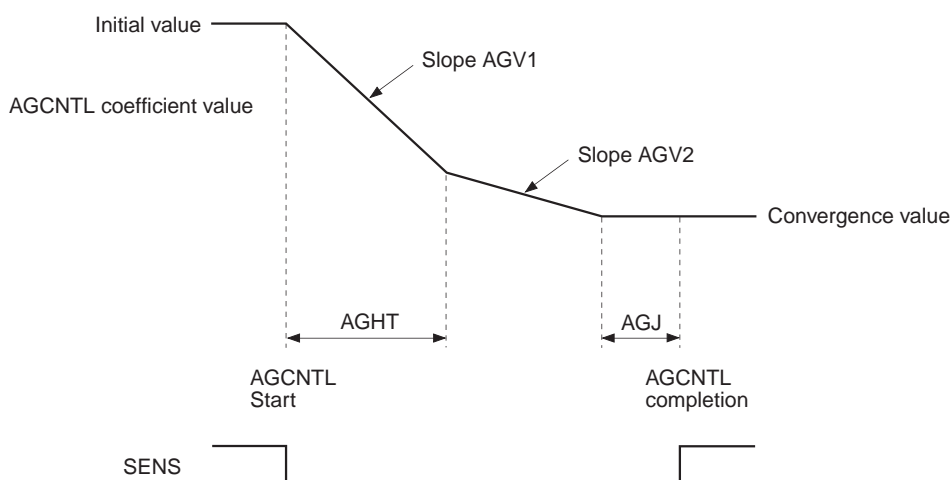 Initial value
Slope AGV1
AGCNTL coefficient value
Slope AGV2
Convergence value
AGHT
AGJ
AGCNTL
Start
AGCNTL
completion
SENS